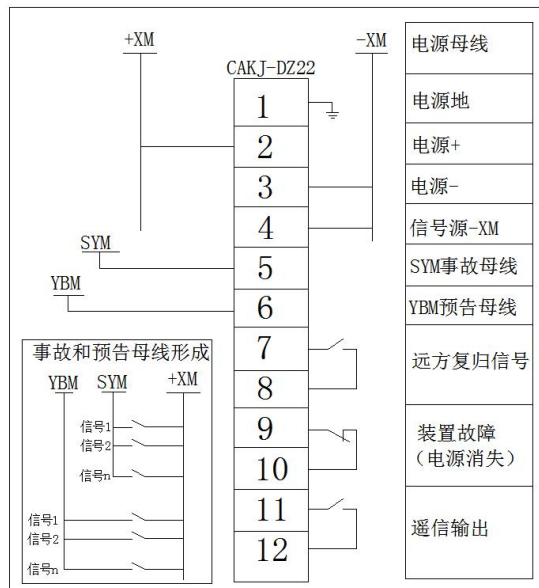 +XM
-XM
CAKJ-DZ22
1
2
3
4
5
6
7
8
9
10
11
12
SYM
YBM
电源母线
电源地
电源+
电源-
信号源-XM
SYM事故母线
YBM预告母线
远方复归信号
装置故障
(电源消失)
遥信输出
事故和预告母线形成
YBM SYM +XM
信号1
信号2
信号n
信号1
信号2
信号n